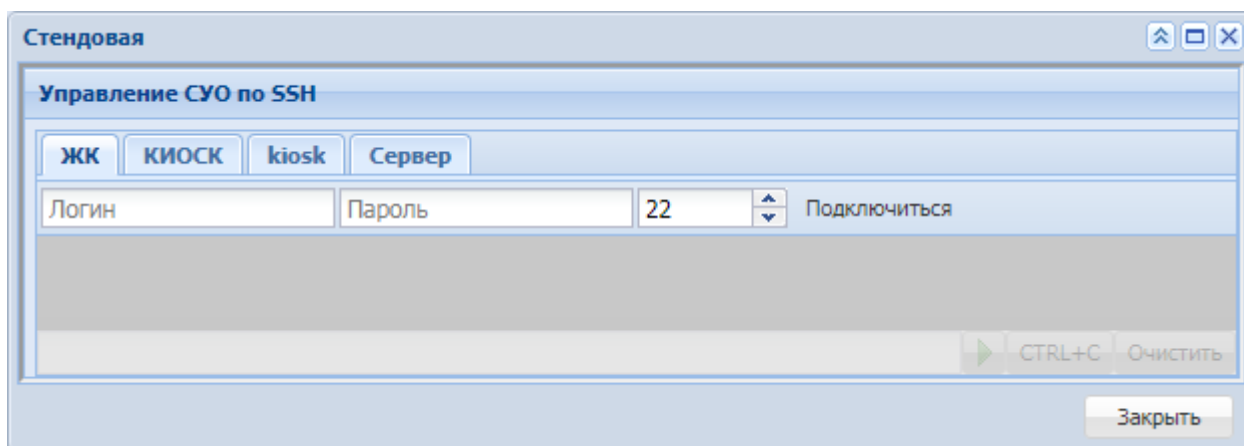 Стендовая
Управление СУО по SSH
ЖК КИОСК kiosk Сервер
Логин Пароль 22 Подключиться
CTRL+C Очистить
Закрыть